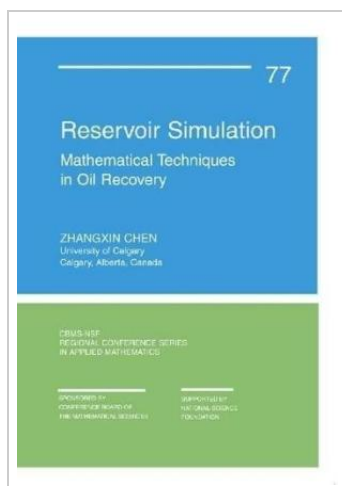 77
Reservoir Simulation
Mathematical Techniques
in Oil Recovery
ZHANGXIN CHEN
University of Calgary
Calgary, Alberta, Canada
CBMS-NSF
REGIONAL CONFERENCE SERIES
IN APPLIED MATHEMATICS
SPONSORED BY
CONFERENCE BOARD OF
THE MATHEMATICAL SCIENCES
SUPPORTED BY
NATIONAL SCIENCE
FOUNDATION